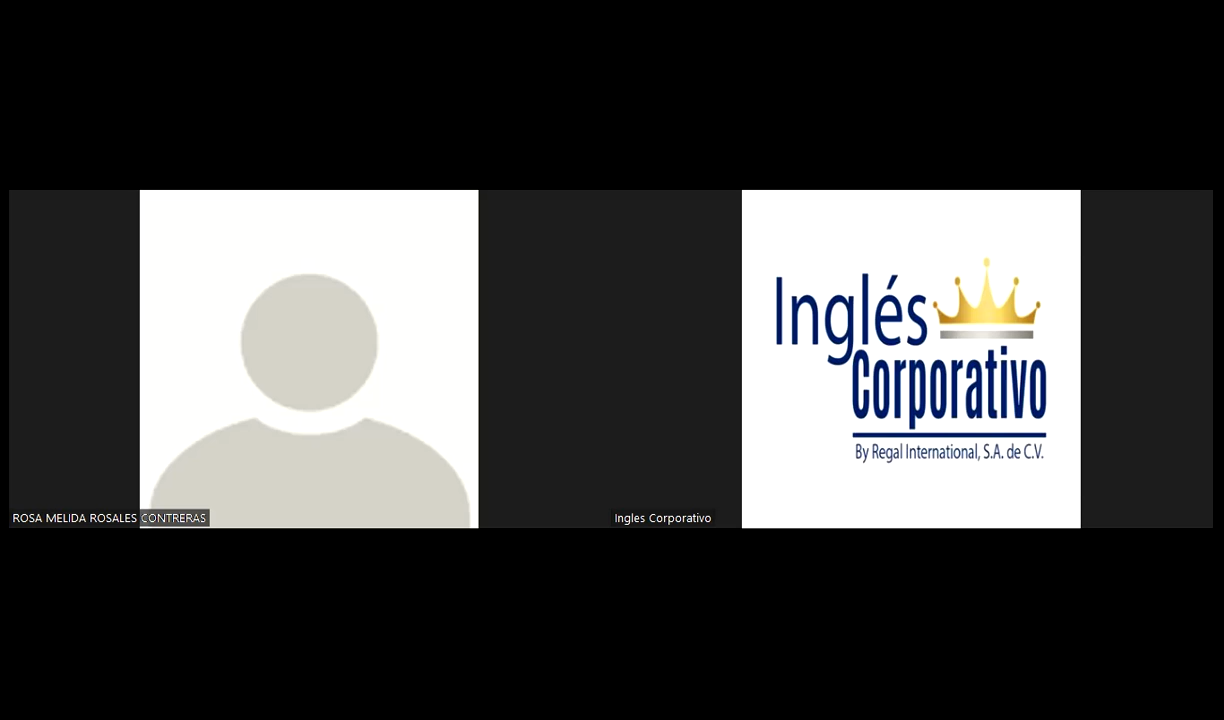 Inglés
Corporativo
By Regal International, S.A. de C.V.
ROSA MELIDA ROSALES CONTRERAS
Ingles Corporativo